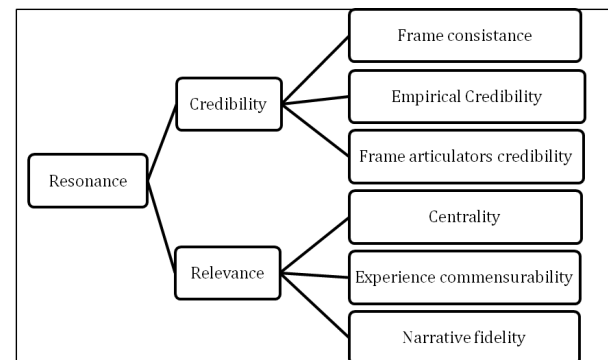 Frame consistance
Empirical Credibility
Credibility
Frame articulators credibility
Resonance
Centrality
Relevance
Experience commensurability
Narrative fidelity